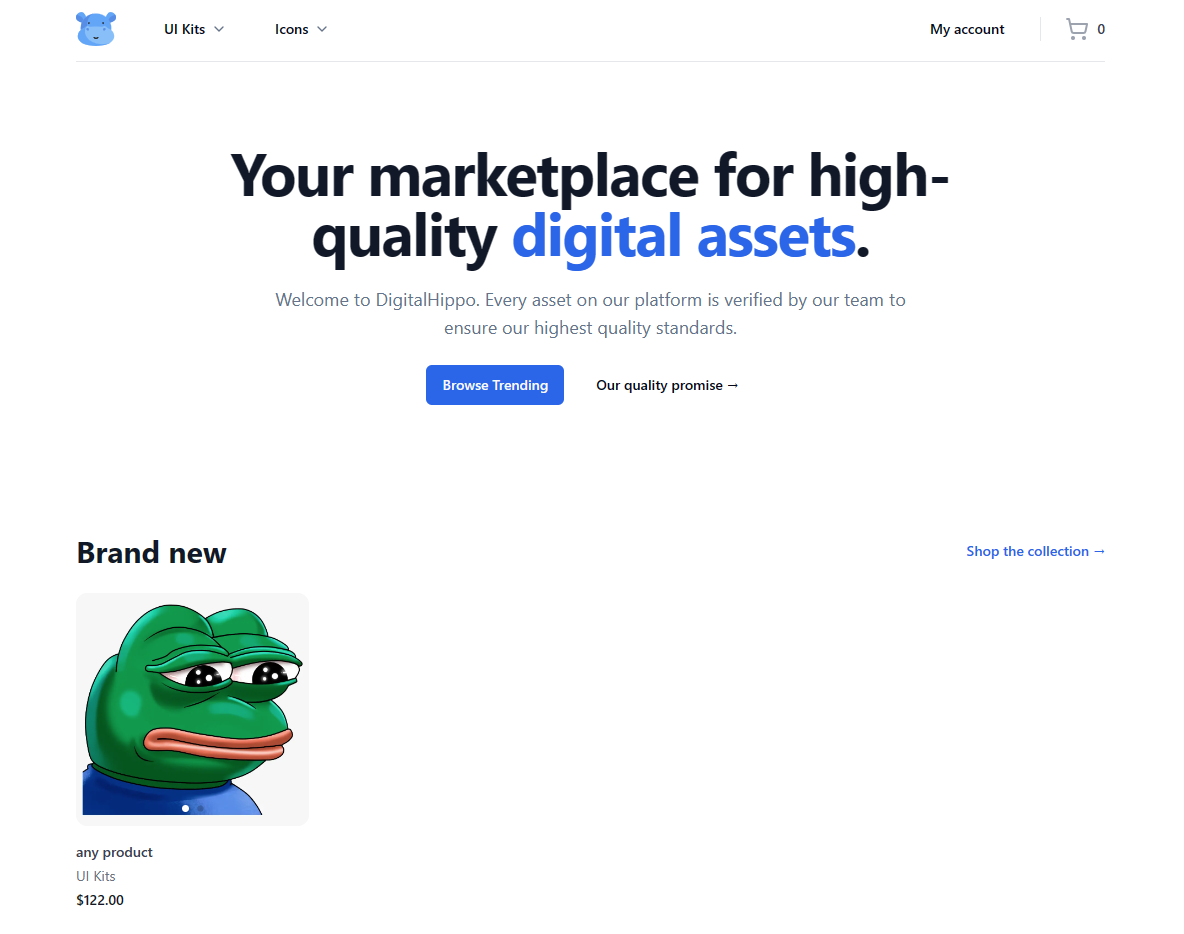 UI Kits
Icons
My account
0
Your marketplace for high-
quality digital assets.
Welcome to DigitalHippo. Every asset on our platform is verified by our team to
ensure our highest quality standards.
Browse Trending
Our quality promise →
Brand new
Shop the collection →
any product
UI Kits
$122.00